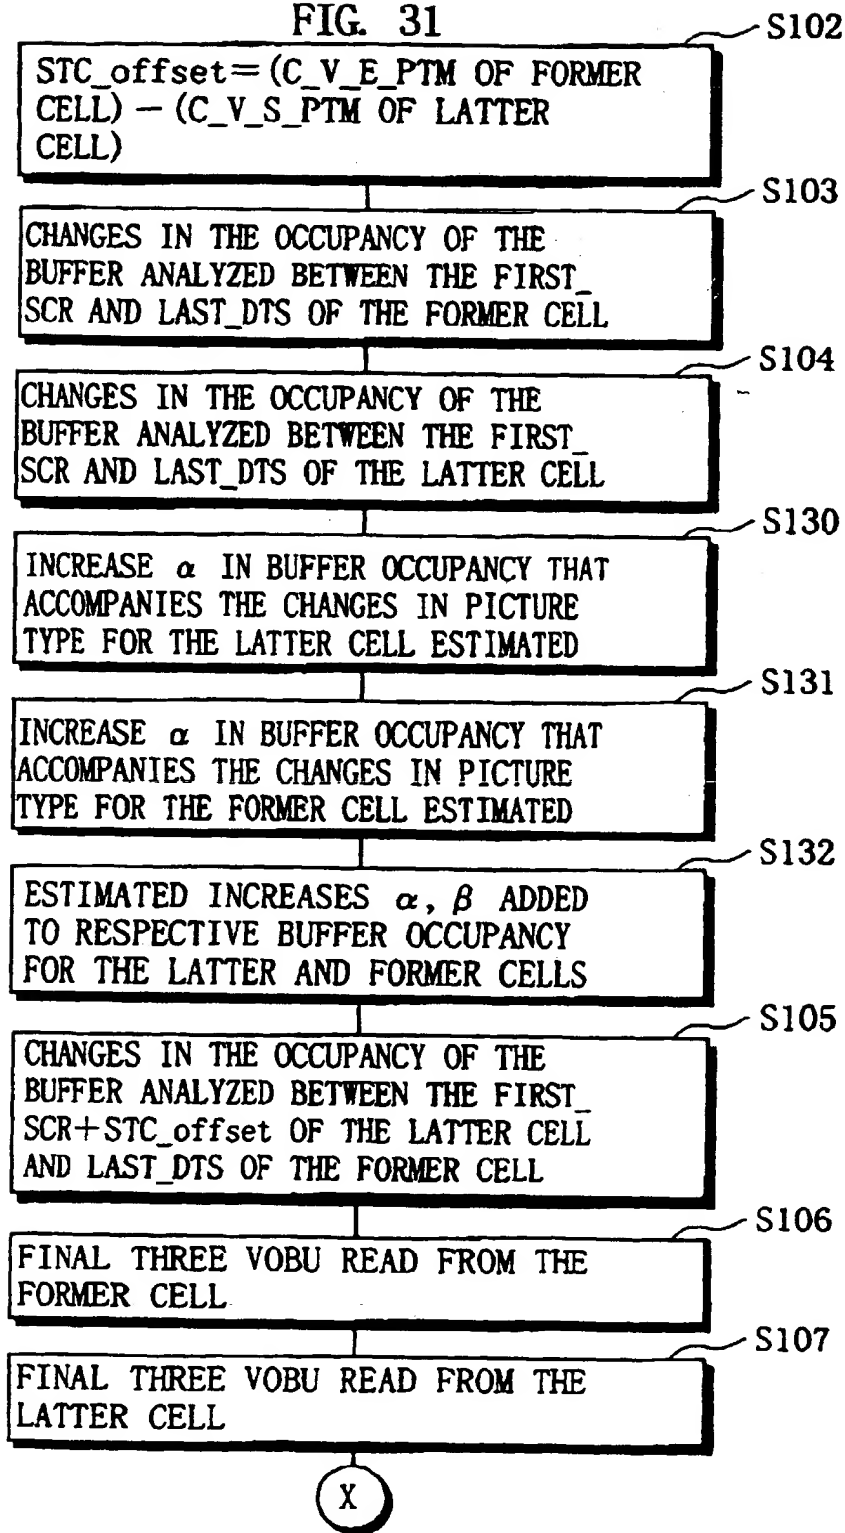 FIG. 31
S102
STC_offset=(C_V_E_PTM OF FORMER
CELL)-(C_V_S_PTM OF LATTER
CELL)
S103
CHANGES IN THE OCCUPANCY OF THE
BUFFER ANALYZED BETWEEN THE FIRST_
SCR AND LAST_DTS OF THE FORMER CELL
S104
CHANGES IN THE OCCUPANCY OF THE
BUFFER ANALYZED BETWEEN THE FIRST_
SCR AND LAST_DTS OF THE LATTER CELL
S130
INCREASE α IN BUFFER OCCUPANCY THAT
ACCOMPANIES THE CHANGES IN PICTURE
TYPE FOR THE LATTER CELL ESTIMATED
S131
INCREASE α IN BUFFER OCCUPANCY THAT
ACCOMPANIES THE CHANGES IN PICTURE
TYPE FOR THE FORMER CELL ESTIMATED
S132
ESTIMATED INCREASES α, β ADDED
TO RESPECTIVE BUFFER OCCUPANCY
FOR THE LATTER AND FORMER CELLS
S105
CHANGES IN THE OCCUPANCY OF THE
BUFFER ANALYZED BETWEEN THE FIRST_
SCR+STC_offset OF THE LATTER CELL
AND LAST_DTS OF THE FORMER CELL
S106
FINAL THREE VOBU READ FROM THE
FORMER CELL
S107
FINAL THREE VOBU READ FROM THE
LATTER CELL
X